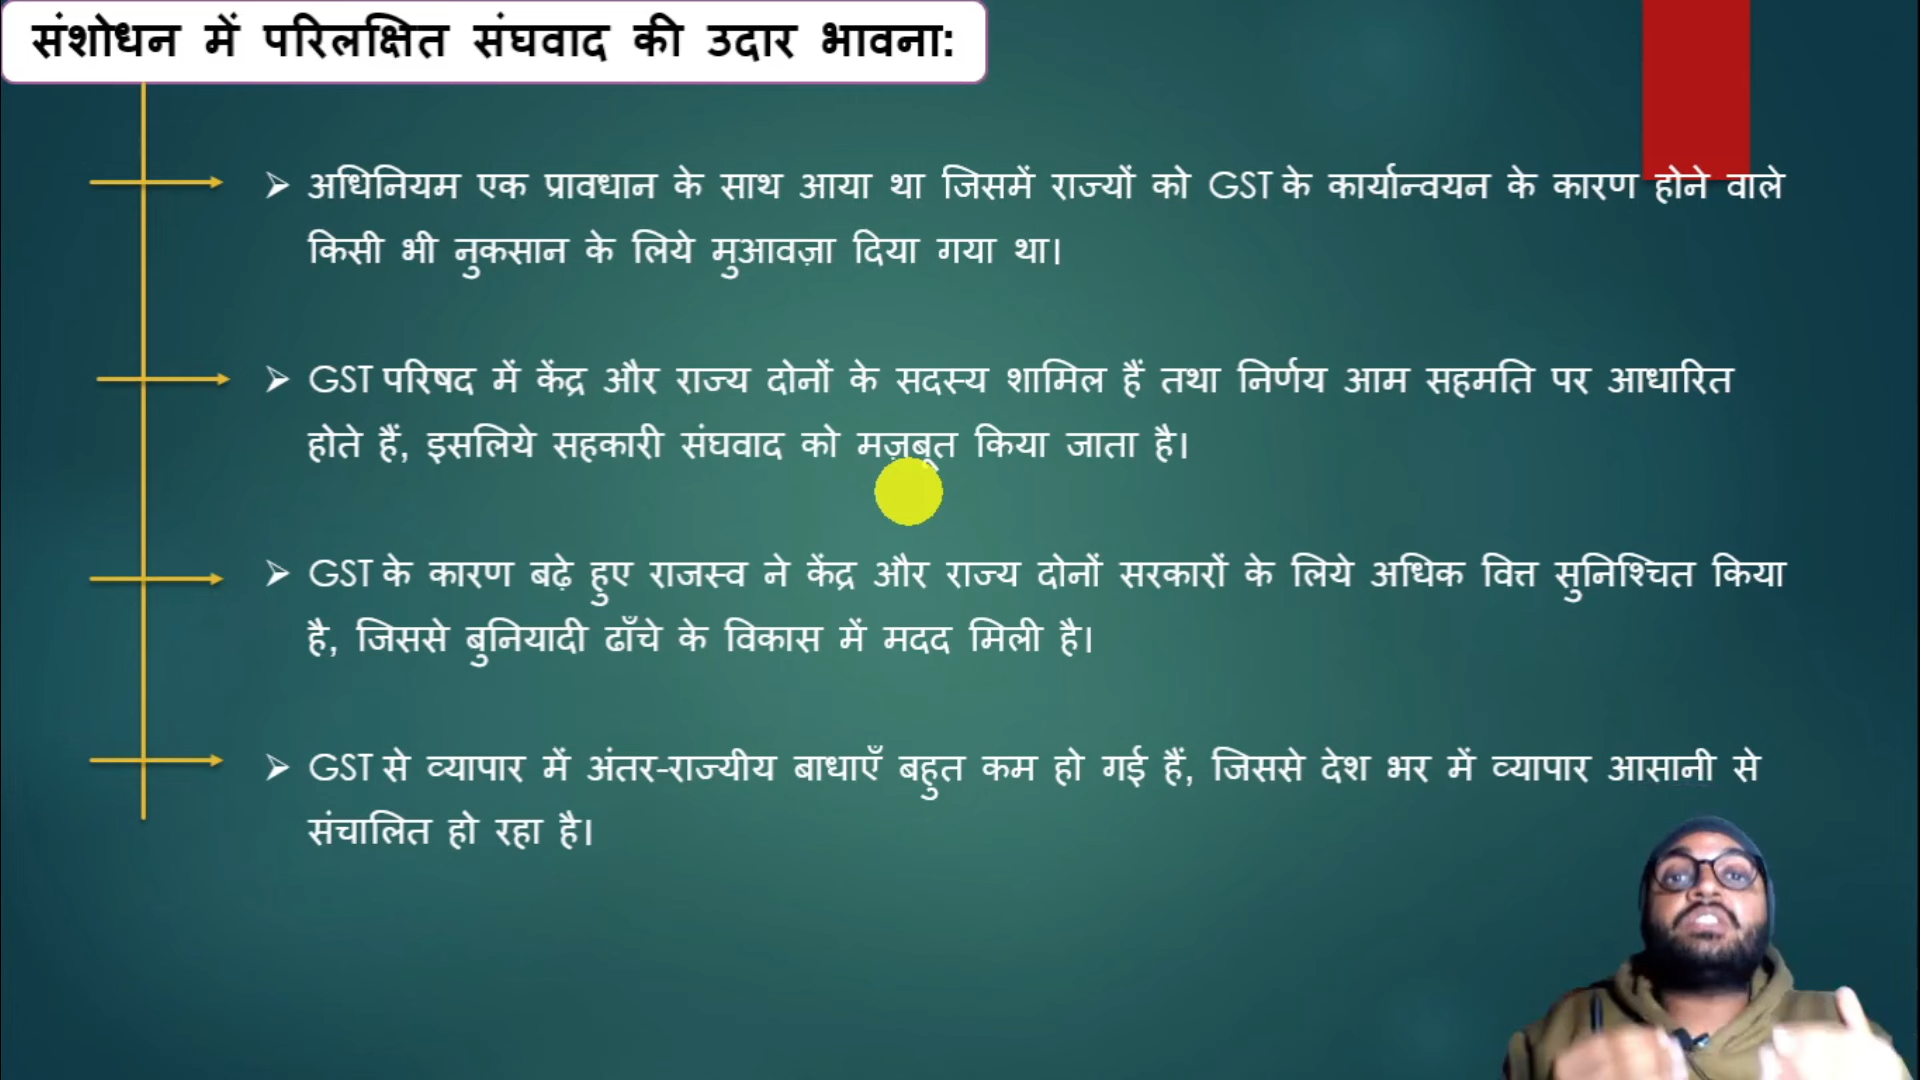 संशोधन में परिलक्षित संघवाद की उदार भावना:
➢ अधिनियम एक प्रावधान के साथ आया था जिसमें राज्यों को GST के कार्यान्वयन के कारण होने वाले
किसी भी नुकसान के लिये मुआवज़ा दिया गया था।
➢ GST परिषद में केंद्र और राज्य दोनों के सदस्य शामिल हैं तथा निर्णय आम सहमति पर आधारित
होते हैं, इसलिये सहकारी संघवाद को मज़बूत किया जाता है।
➢ GST के कारण बढ़े हुए राजस्व ने केंद्र और राज्य दोनों सरकारों के लिये अधिक वित्त सुनिश्चित किया
है, जिससे बुनियादी ढाँचे के विकास में मदद मिली है।
➢ GST से व्यापार में अंतर-राज्यीय बाधाएँ बहुत कम हो गई हैं, जिससे देश भर में व्यापार आसानी से
संचालित हो रहा है।